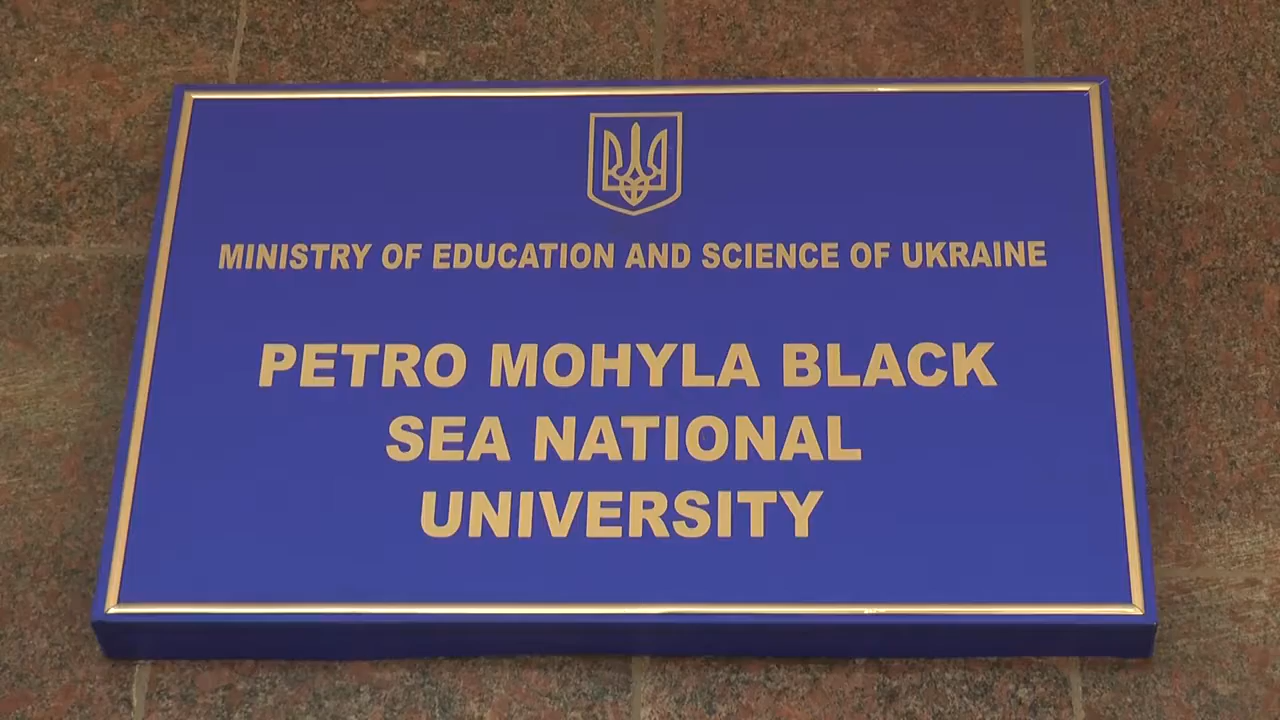 MINISTRY OF EDUCATION AND SCIENCE OF UKRAINE
PETRO MOHYLA BLACK
SEA NATIONAL
UNIVERSITY